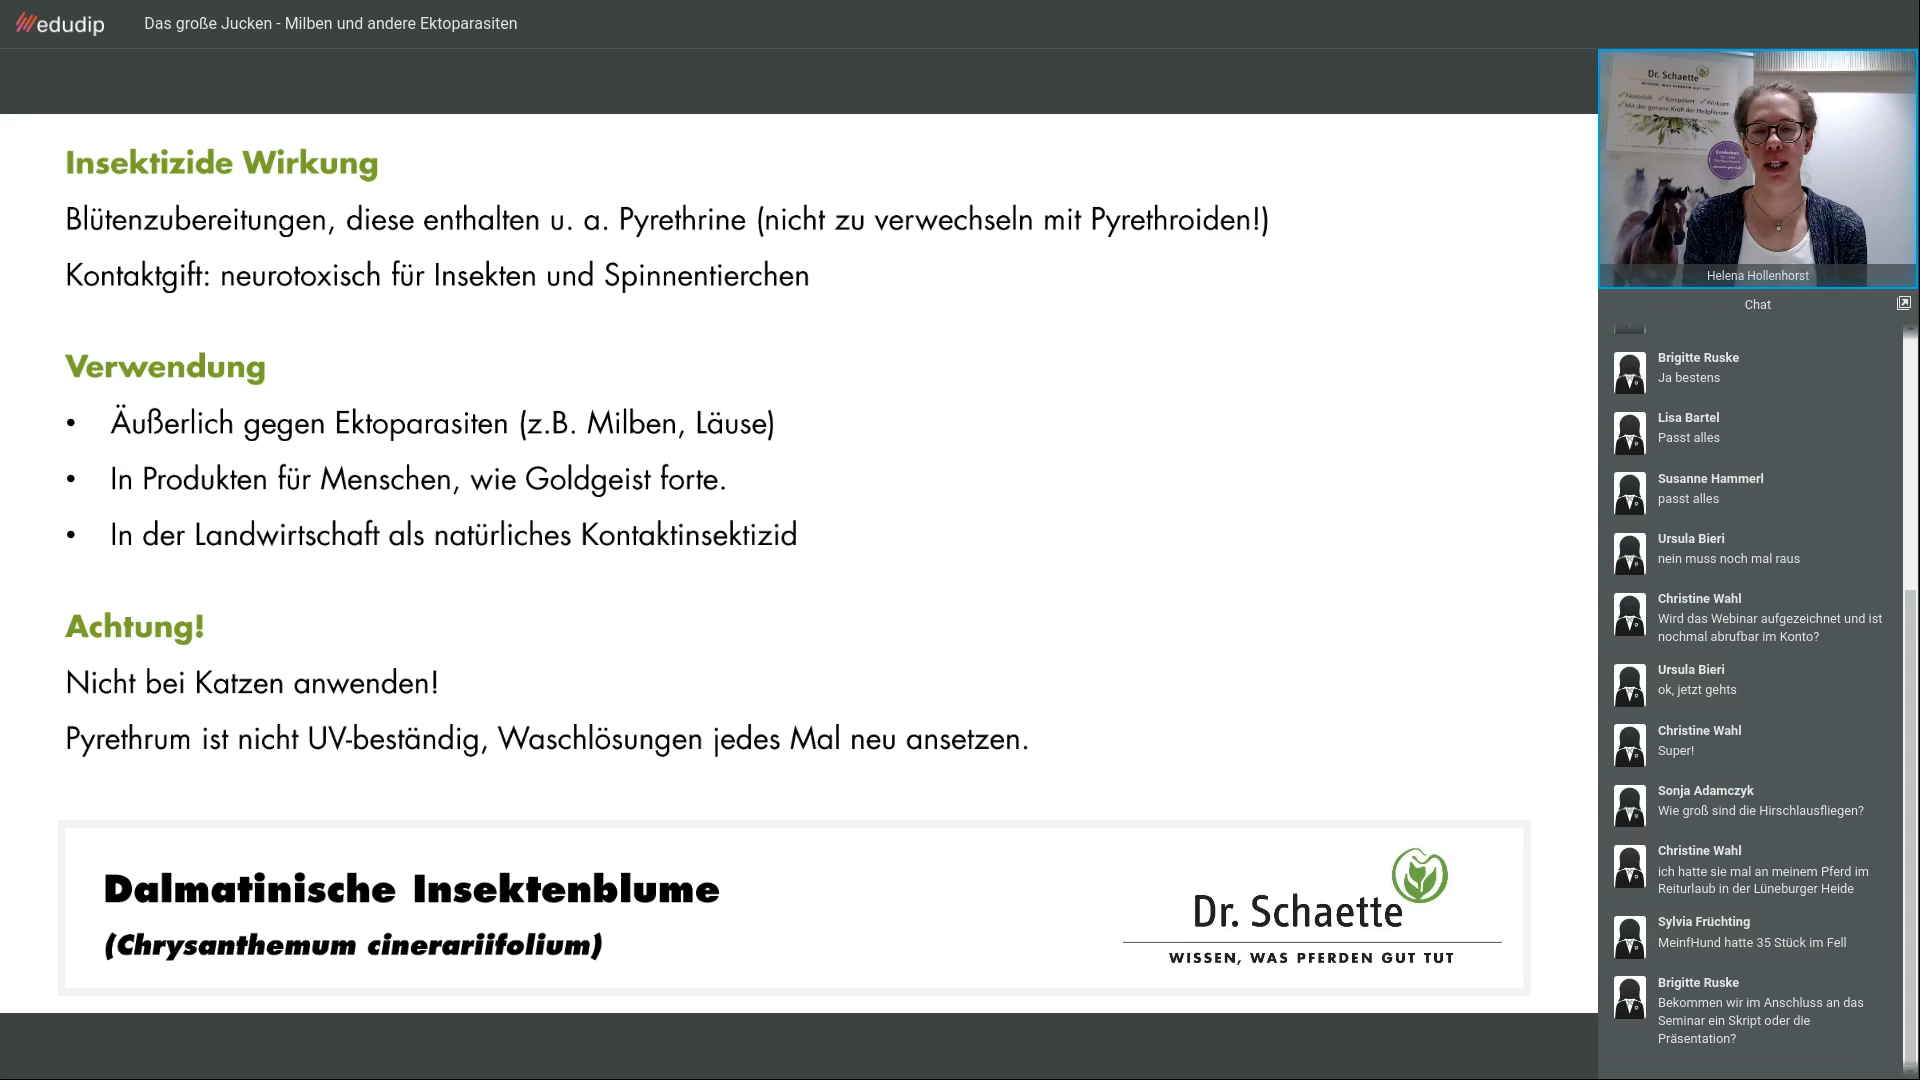 edudip
Das große Jucken - Milben und andere Ektoparasiten
Insektizide Wirkung
Blütenzubereitungen, diese enthalten u. a. Pyrethrine (nicht zu verwechseln mit Pyrethroiden!)
Kontaktgift: neurotoxisch für Insekten und Spinnentierchen
Verwendung
• Äußerlich gegen Ektoparasiten (z.B. Milben, Läuse)
• In Produkten für Menschen, wie Goldgeist forte.
• In der Landwirtschaft als natürliches Kontaktinsektizid
Achtung!
Nicht bei Katzen anwenden!
Pyrethrum ist nicht UV-beständig, Waschlösungen jedes Mal neu ansetzen.
Dalmatinische Insektenblume
(Chrysanthemum cinerariifolium)
Dr. Schaette
WISSEN, WAS PFERDEN GUT TUT
Dr. Schaette
WISSEN, WAS PFERDEN GUT TUT
✓Natürlich ✓Kompetent ✓Wirksam
✓Mit der ganzen Kraft der Heilpflanzen
Helena Hollenhorst
Chat
Brigitte Ruske
Ja bestens
Lisa Bartel
Passt alles
Susanne Hammerl
passt alles
Ursula Bieri
nein muss noch mal raus
Christine Wahl
Wird das Webinar aufgezeichnet und ist
nochmal abrufbar im Konto?
Ursula Bieri
ok, jetzt gehts
Christine Wahl
Super!
Sonja Adamczyk
Wie groß sind die Hirschlausfliegen?
Christine Wahl
ich hatte sie mal an meinem Pferd im
Reiturlaub in der Lüneburger Heide
Sylvia Früchting
MeinfHund hatte 35 Stück im Fell
Brigitte Ruske
Bekommen wir im Anschluss an das
Seminar ein Skript oder die
Präsentation?